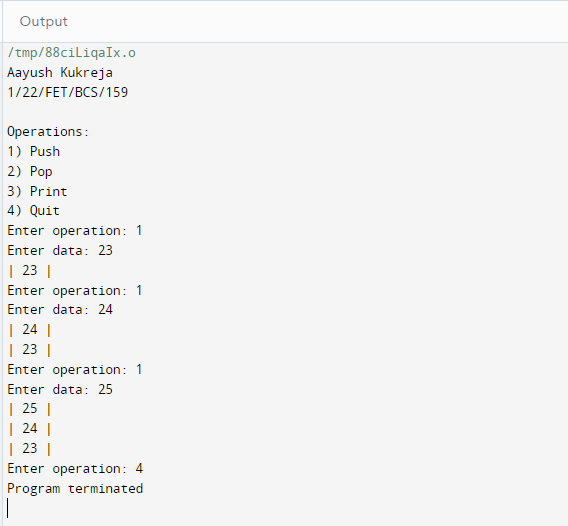 Output
/tmp/88ciLiqaIx.o
Aayush Kukreja
1/22/FET/BCS/159
Operations:
1) Push
2) Pop
3) Print
4) Quit
Enter operation: 1
Enter data: 23
| 23 |
Enter operation: 1
Enter data: 24
| 24 |
| 23 |
Enter operation: 1
Enter data: 25
| 25 |
| 24 |
| 23 |
Enter operation: 4
Program terminated